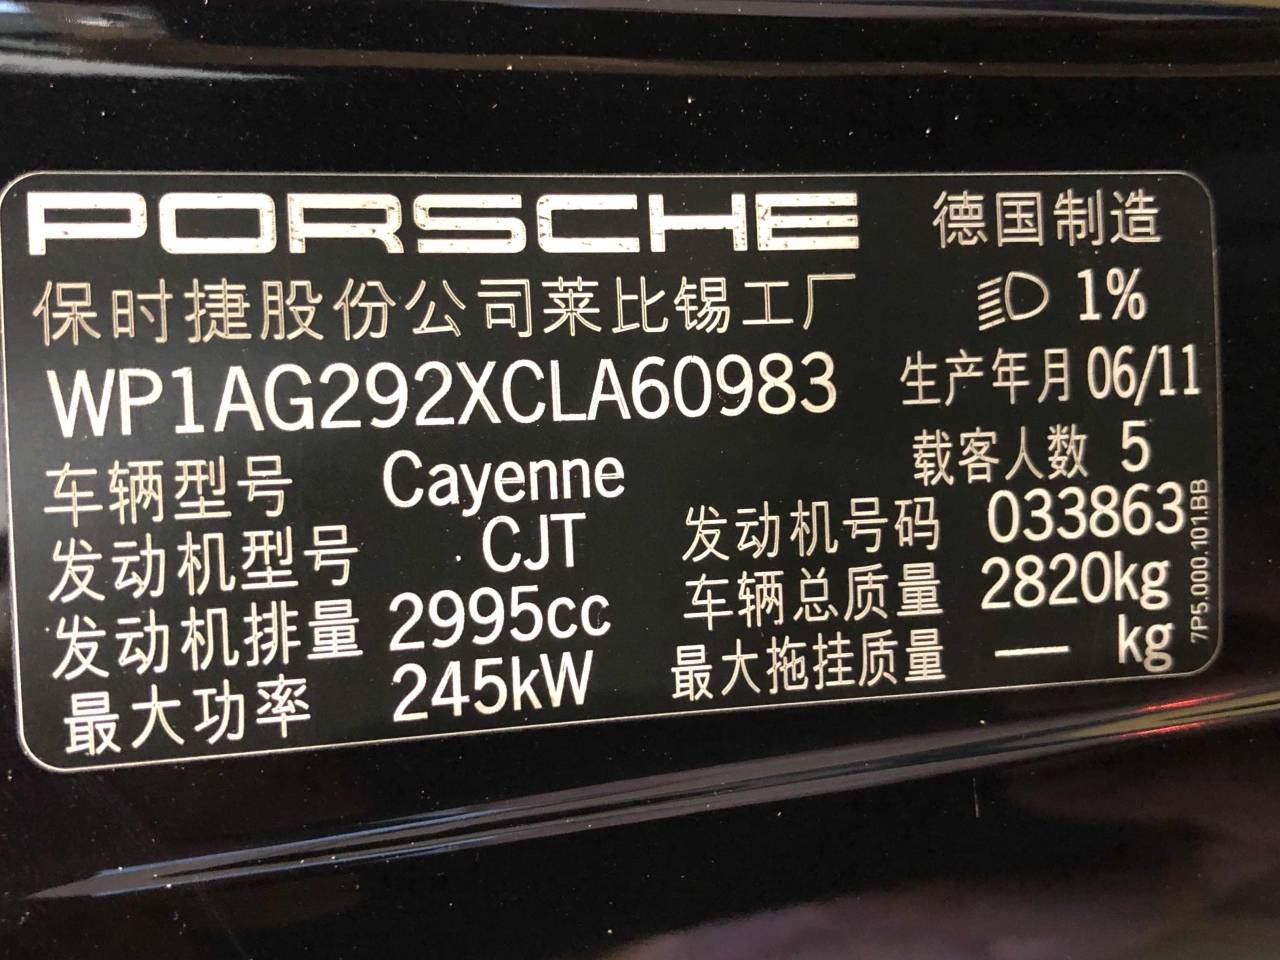 PORSCHE 德国制造
保时捷股份公司莱比锡工厂 1%
WP1AG292XCLA60983 生产年月 06/11
载客人数 5
车辆型号 Cayenne
发动机型号 CJT 发动机号码 033863
发动机排量 2995cc 车辆总质量 2820kg
最大功率 245kW 最大拖挂质量 — kg
7P5.000.101.BB